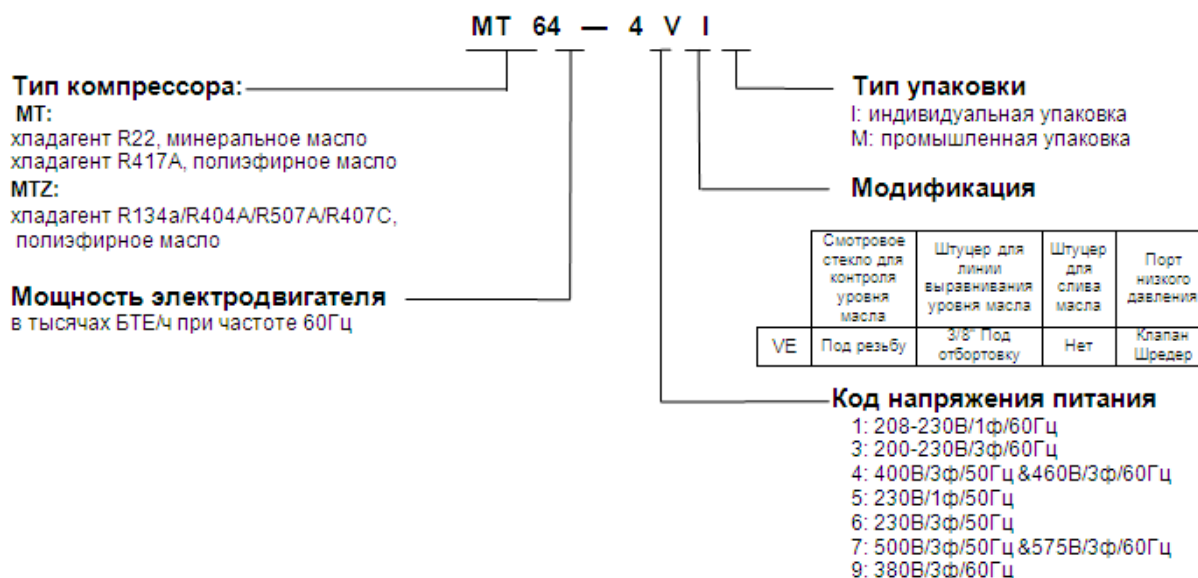 MT 64 — 4 V I
Тип компрессора:
MT:
хладагент R22, минеральное масло
хладагент R417A, полиэфирное масло
MTZ:
хладагент R134a/R404A/R507A/R407C,
полиэфирное масло
Мощность электродвигателя
в тысячах БТЕ/ч при частоте 60Гц
Тип упаковки
I: индивидуальная упаковка
M: промышленная упаковка
Модификация
Смотровое
стекло для
контроля
уровня
масла
Штуцер для
линии
выравнивания
уровня масла
Штуцер
для
слива
масла
Порт
низкого
давления
VE
Под резьбу
3/8" Под
отбортовку
Нет
Клапан
Шредер
Код напряжения питания
1: 208-230В/1ф/60Гц
3: 200-230В/3ф/60Гц
4: 400В/3ф/50Гц &460В/3ф/60Гц
5: 230В/1ф/50Гц
6: 230В/3ф/50Гц
7: 500В/3ф/50Гц &575В/3ф/60Гц
9: 380В/3ф/60Гц